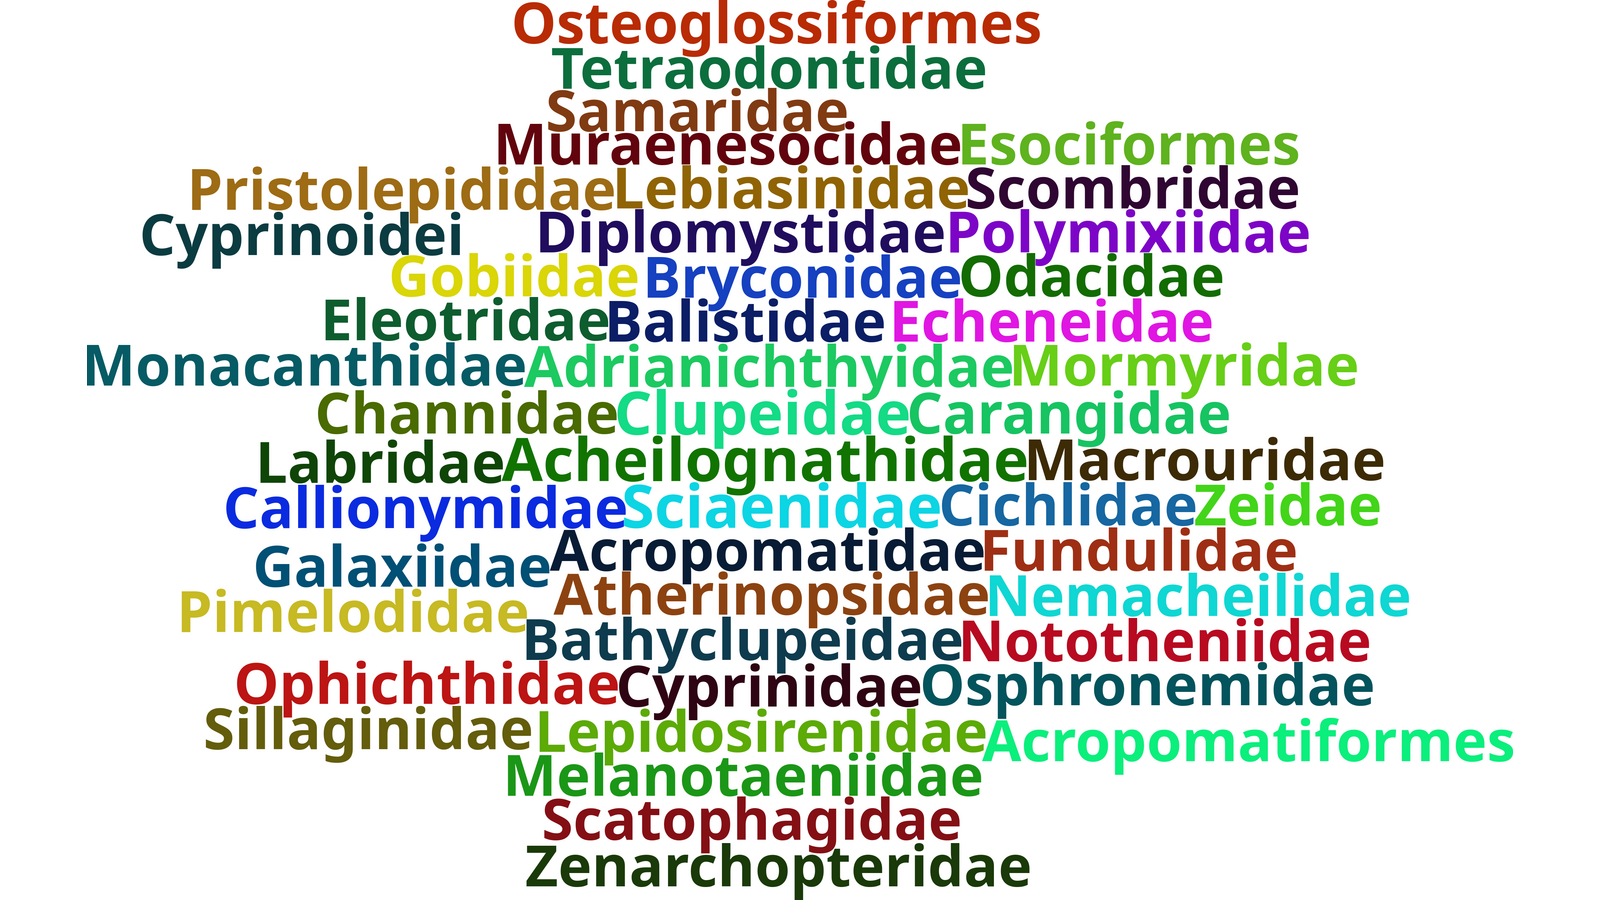 Osteoglossiformes
Tetraodontidae
Samaridae
Muraenesocidae Esociformes
Pristolepididae Lebiasinidae Scombridae
Cyprinoidei Diplomystidae Polymixiidae
Gobiidae Bryconidae Odacidae
Eleotridae Balistidae Echeneidae
Monacanthidae Adrianichthyidae Mormyridae
Channidae Clupeidae Carangidae
Labridae Acheilognathidae Macrouridae
Callionymidae Sciaenidae Cichlidae Zeidae
Galaxiidae Acropomatidae Fundulidae
Pimelodidae Atherinopsidae Nemacheilidae
Bathyclupeidae Nototheniidae
Ophichthidae Cyprinidae Osphronemidae
Sillaginidae Lepidosirenidae Acropomatiformes
Melanotaeniidae
Scatophagidae
Zenarchopteridae